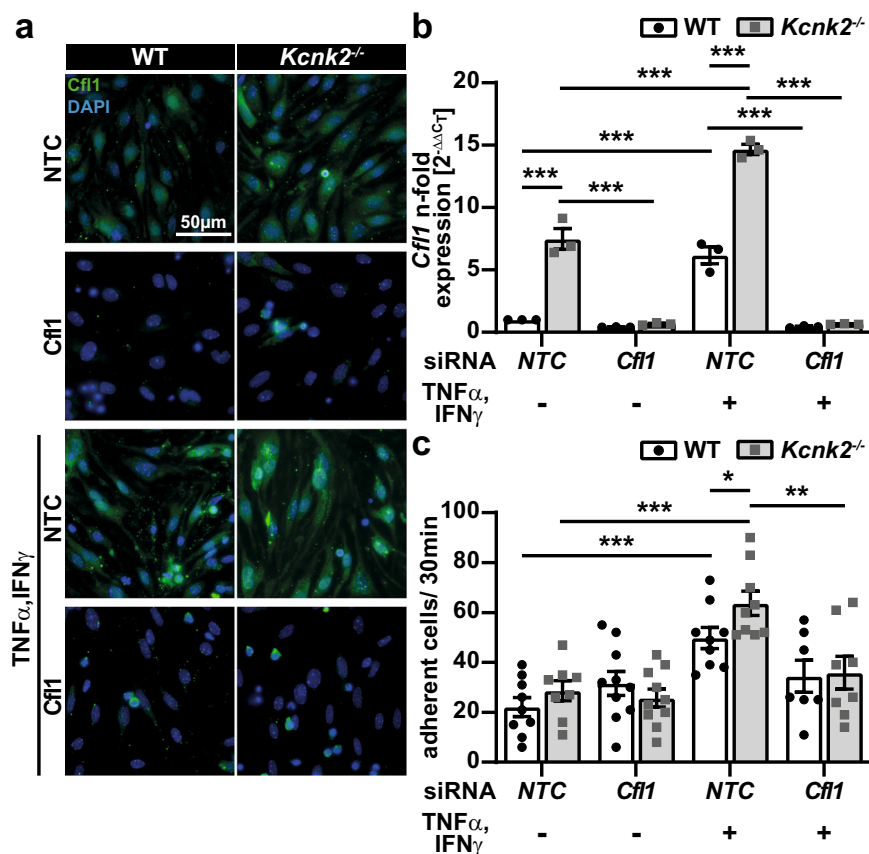 a
WT
Kcnk2-/-
Cfl1
DAPI
NTC
50µm
Cfl1
TNFα,IFNγ
NTC
Cfl1
b
WT
Kcnk2-/-
Cfl1 n-fold
expression [2-ΔΔCT]
20
15
10
5
0
***
***
***
***
***
***
***
siRNA
NTC
Cfl1
NTC
Cfl1
TNFα,
IFNγ
-
-
+
+
c
WT
Kcnk2-/-
adherent cells/ 30min
100
80
60
40
20
0
*
***
**
***
siRNA
NTC
Cfl1
NTC
Cfl1
TNFα,
IFNγ
-
-
+
+